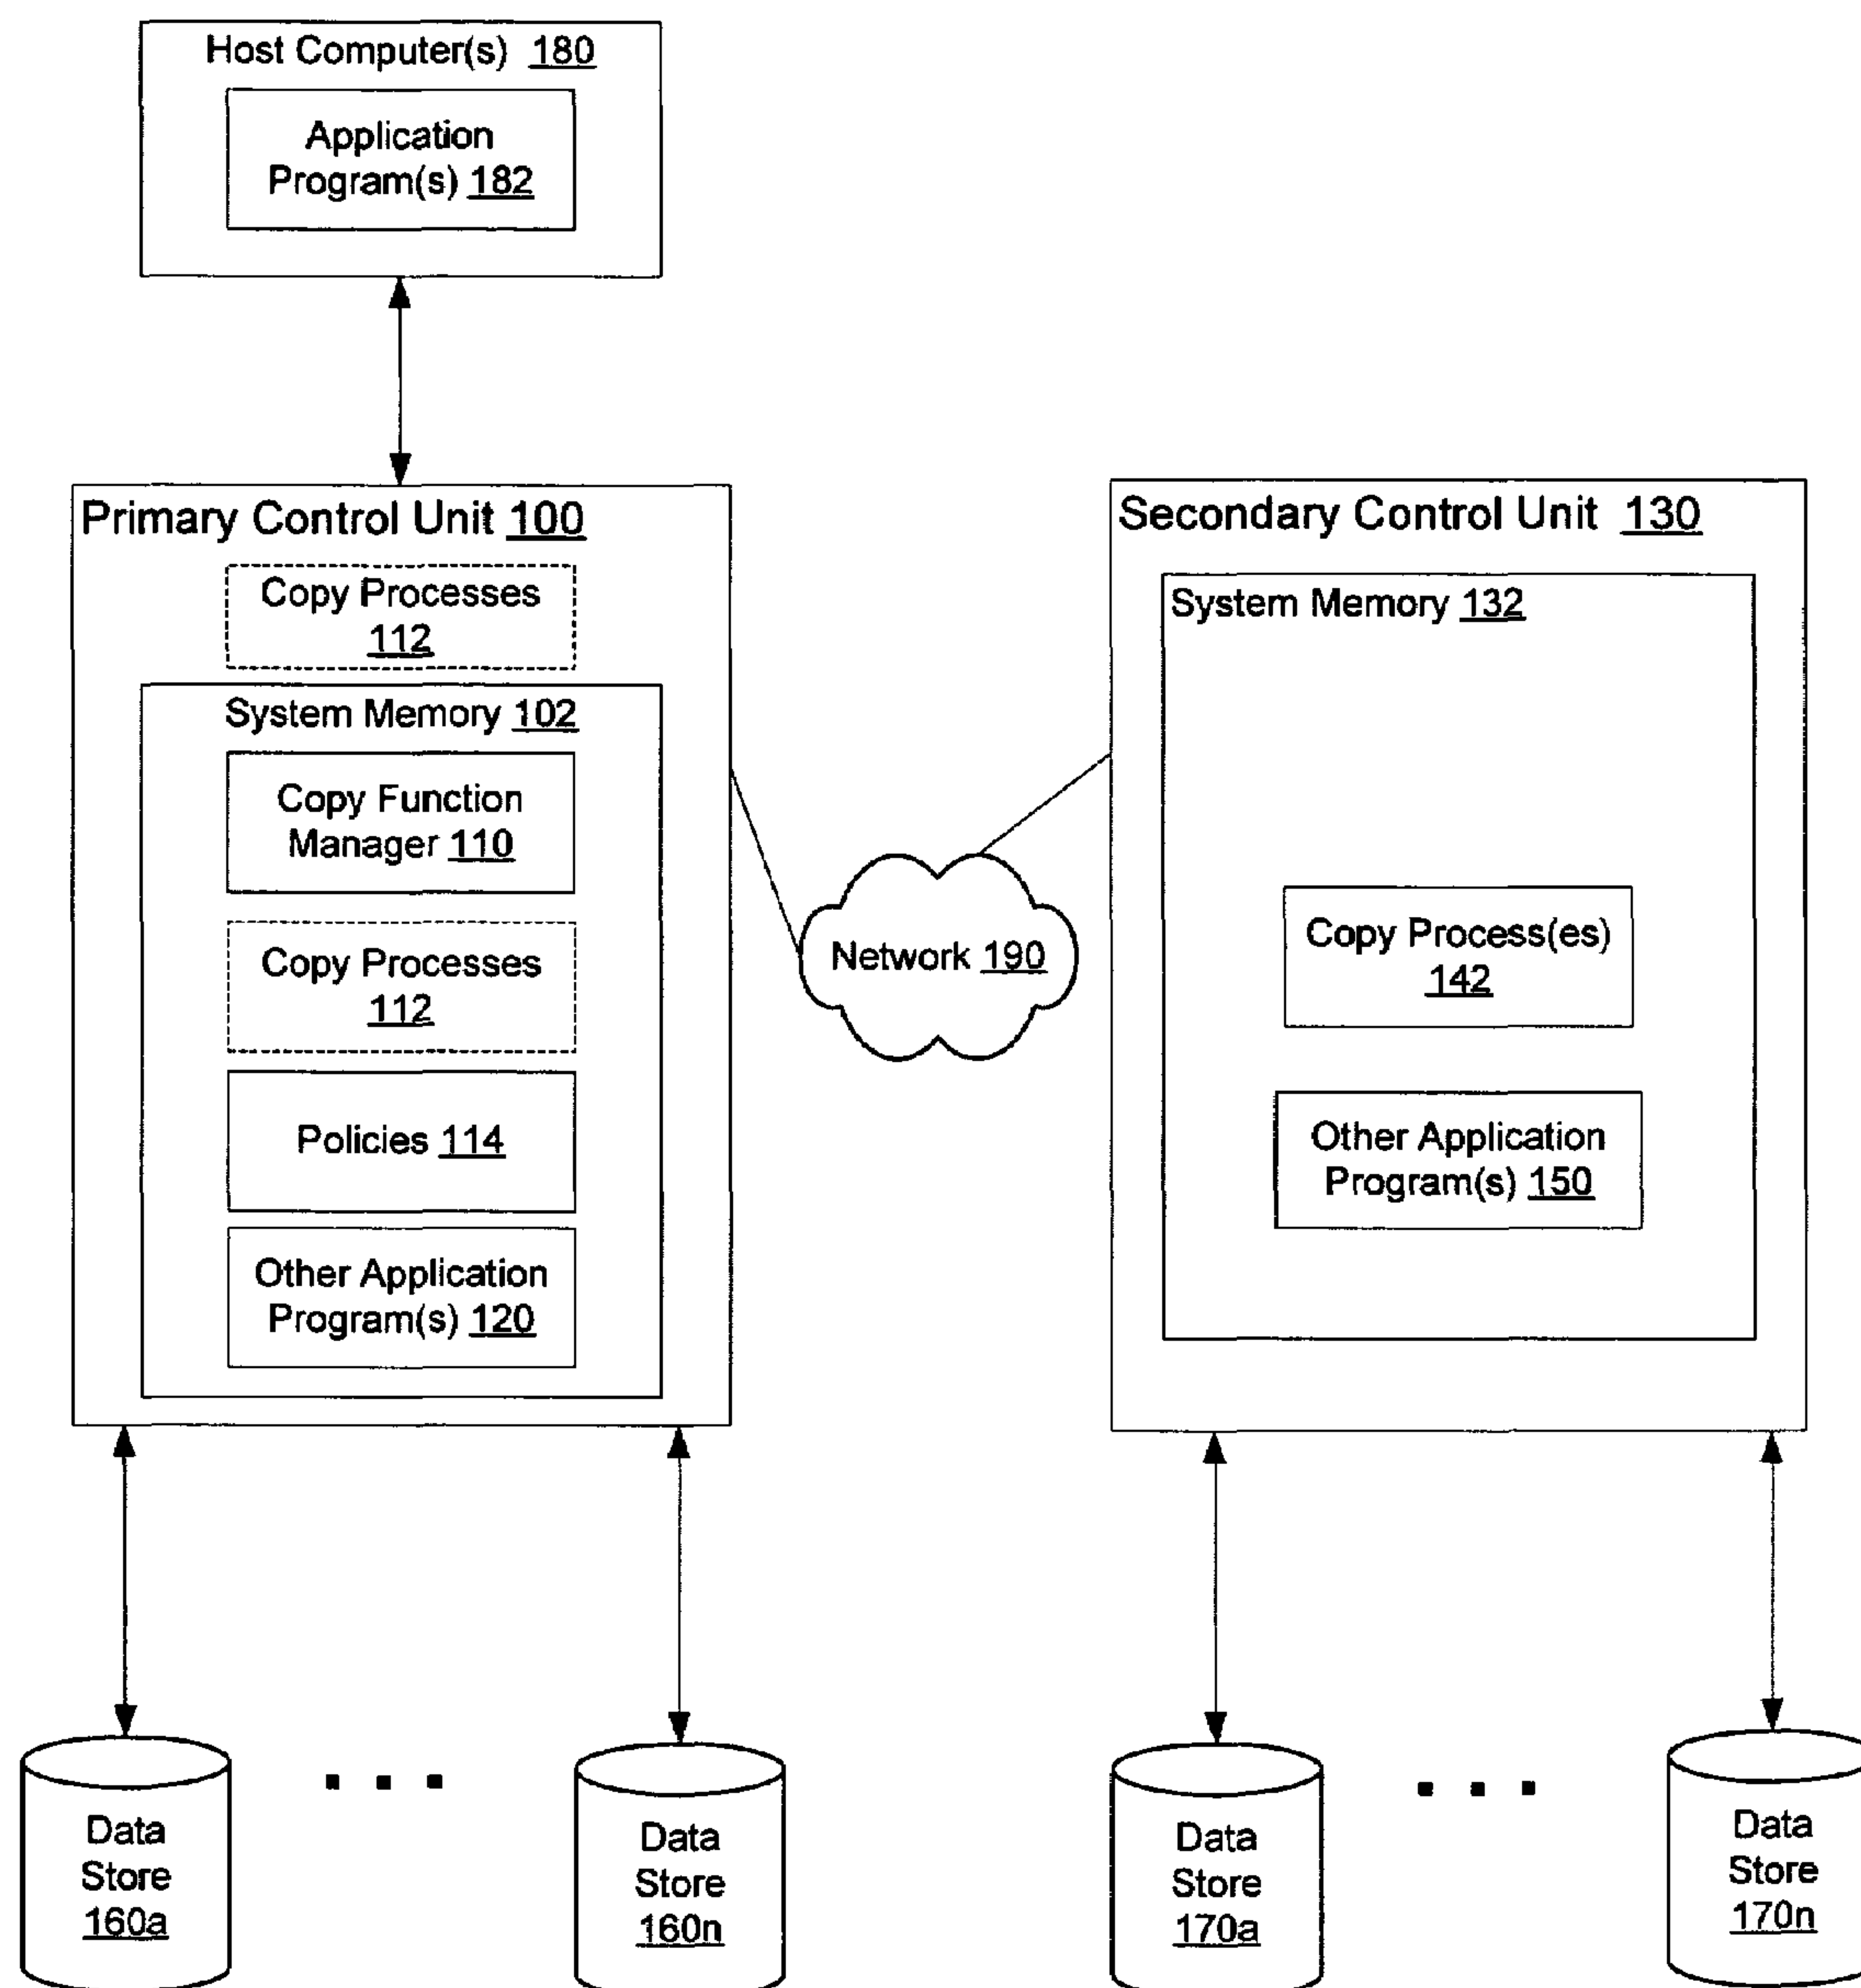 Host Computer(s) 180
Application
Program(s) 182
Primary Control Unit 100
Copy Processes
112
System Memory 102
Copy Function
Manager 110
Copy Processes
112
Policies 114
Other Application
Program(s) 120
Network 190
Secondary Control Unit 130
System Memory 132
Copy Process(es)
142
Other Application
Program(s) 150
Data
Store
160a
Data
Store
160n
Data
Store
170a
Data
Store
170n